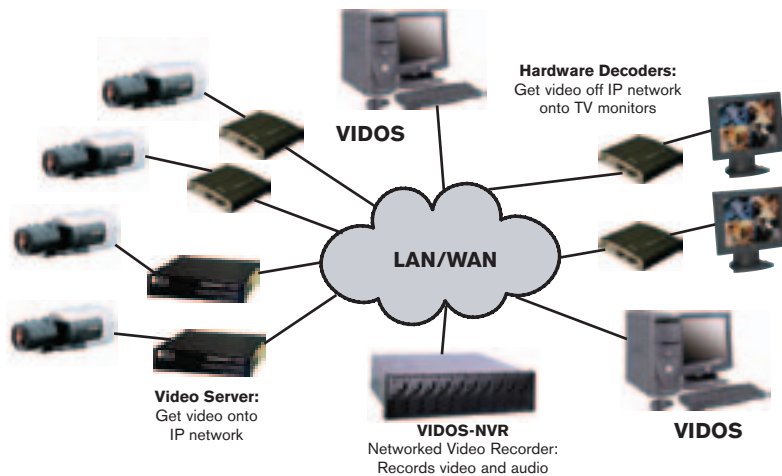 VIDOS
Hardware Decoders:
Get video off IP network
onto TV monitors
LAN/WAN
Video Server:
Get video onto
IP network
VIDOS-NVR
Networked Video Recorder:
Records video and audio
VIDOS